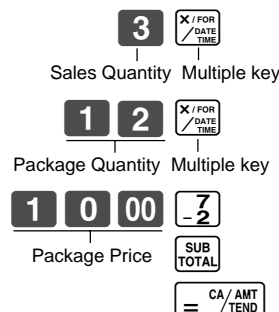 3 X / FOR / DATE TIME
Sales Quantity Multiple key
1 2 X / FOR / DATE TIME
Package Quantity Multiple key
1 0 00 7 -2
Package Price
SUB TOTAL
= CA / AMT TEND